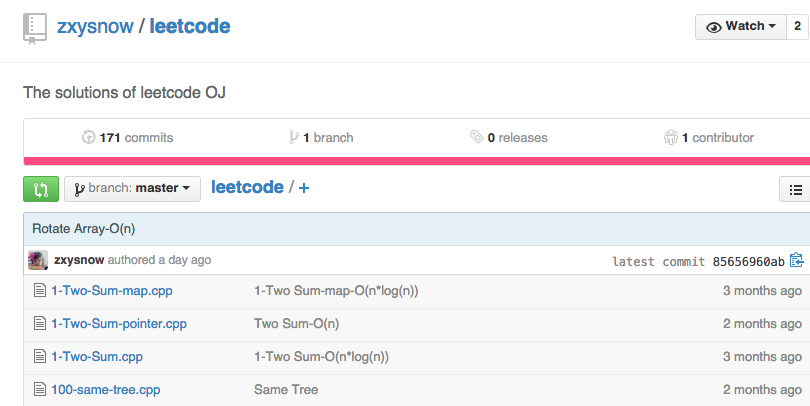 zxysnow / leetcode
Watch 2
The solutions of leetcode OJ
171 commits 1 branch 0 releases 1 contributor
branch: master leetcode / +
Rotate Array-O(n)
zxysnow authored a day ago latest commit 85656960ab
1-Two-Sum-map.cpp 1-Two Sum-map-O(n*log(n)) 3 months ago
1-Two-Sum-pointer.cpp Two Sum-O(n) 2 months ago
1-Two-Sum.cpp 1-Two Sum-O(n*log(n)) 3 months ago
100-same-tree.cpp Same Tree 2 months ago